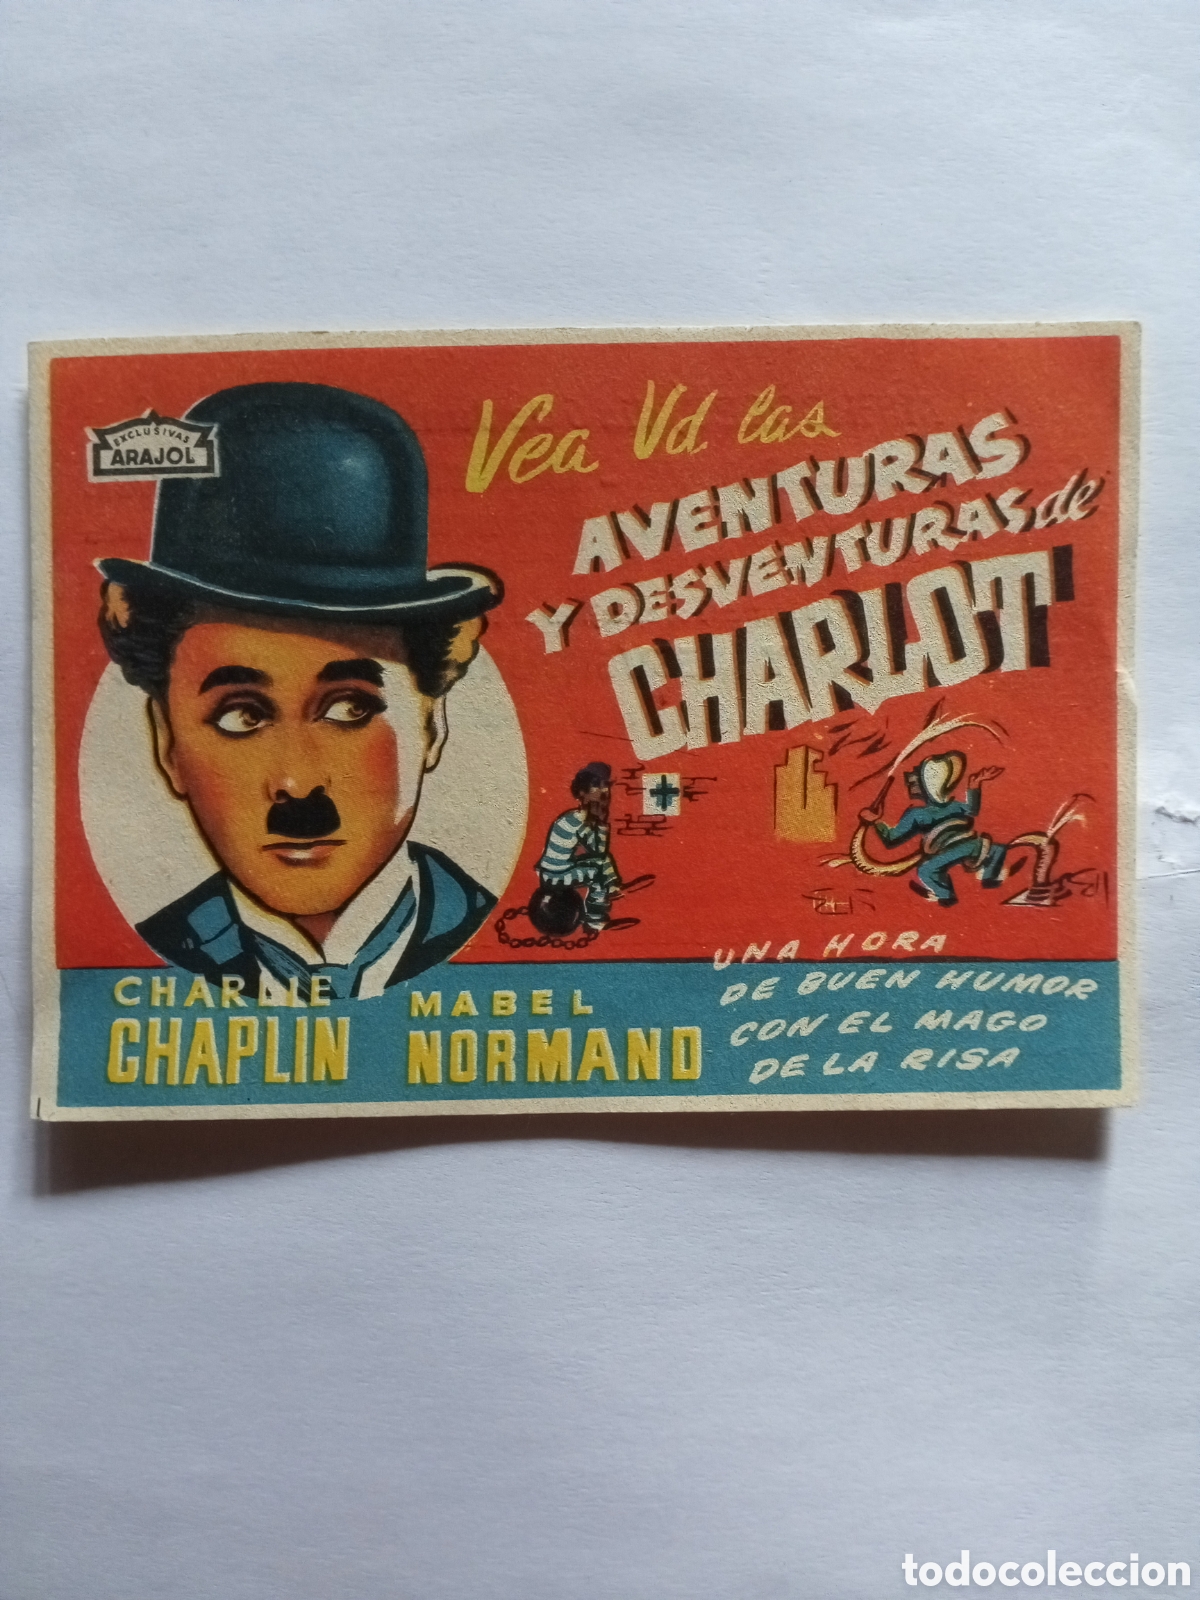 EXCLUSIVAS
ARAJOL
Vea Vd. las
AVENTURAS
Y DESVENTURAS de
CHARLOT
CHARLIE
CHAPLIN
MABEL
NORMAND
UNA HORA
DE BUEN HUMOR
CON EL MAGO
DE LA RISA
todocoleccion